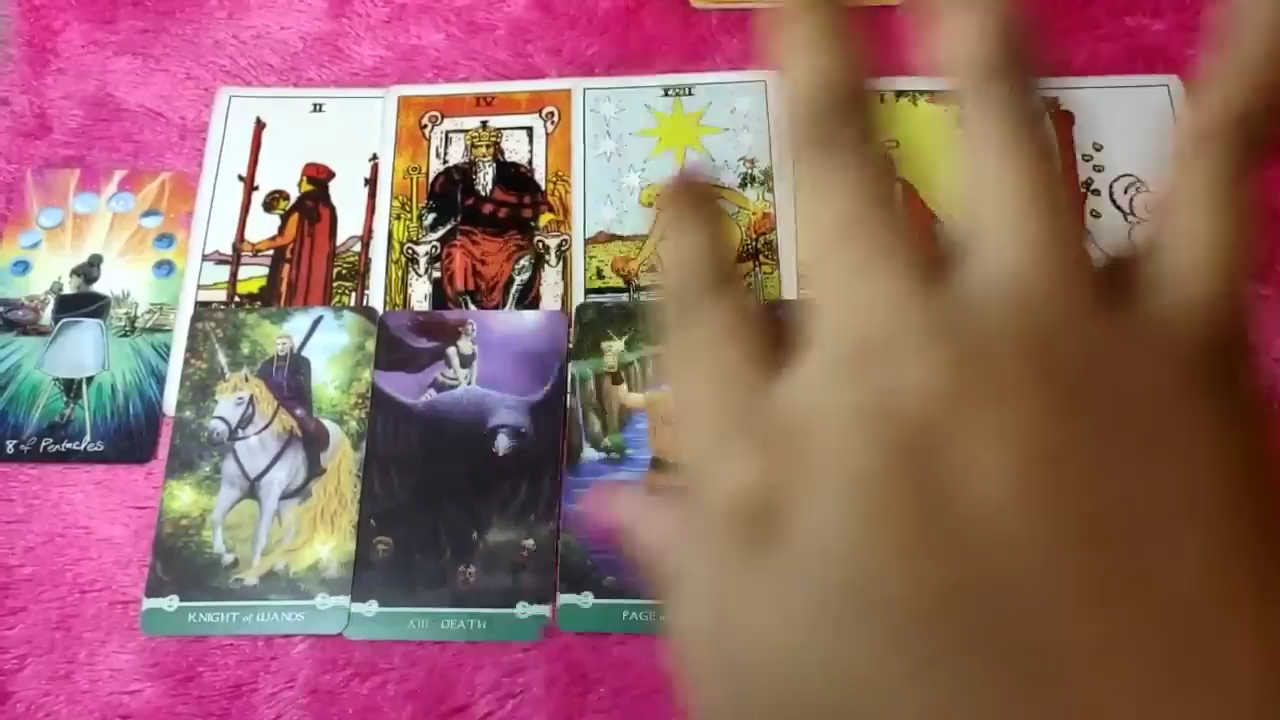 II
IV
XVII
8 of Pentacles
KNIGHT of WANDS
XIII - DEATH
PAGE